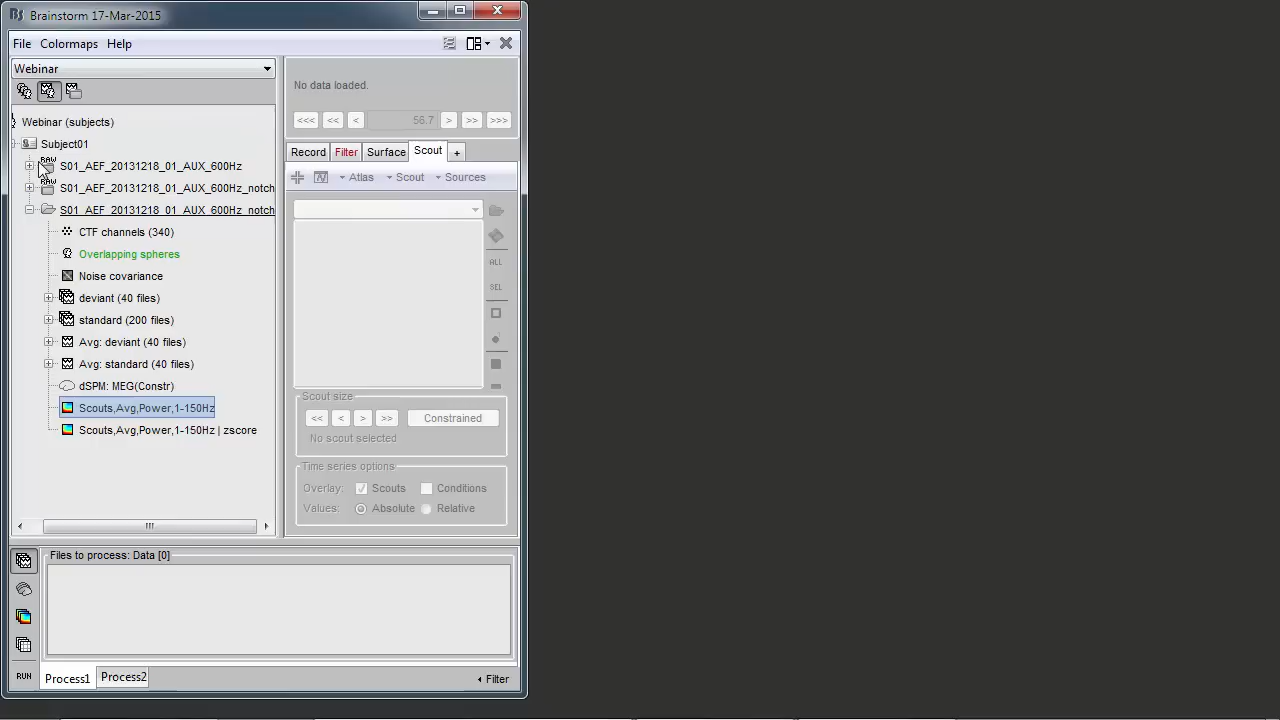 Brainstorm 17-Mar-2015
File Colormaps Help
Webinar
No data loaded.
<<< << < 56.7 > >> >>>
Webinar (subjects)
Subject01
RAW S01_AEF_20131218_01_AUX_600Hz
RAW S01_AEF_20131218_01_AUX_600Hz_notch
S01_AEF_20131218_01_AUX_600Hz_notch
CTF channels (340)
Overlapping spheres
Noise covariance
deviant (40 files)
standard (200 files)
Avg: deviant (40 files)
Avg: standard (40 files)
dSPM: MEG(Constr)
Scouts,Avg,Power,1-150Hz
Scouts,Avg,Power,1-150Hz | zscore
Record Filter Surface Scout +
Atlas Scout Sources
ALL
SEL
Scout size
<< < > >> Constrained
No scout selected
Time series options
Overlay: Scouts Conditions
Values: Absolute Relative
Files to process: Data [0]
RUN Process1 Process2 Filter